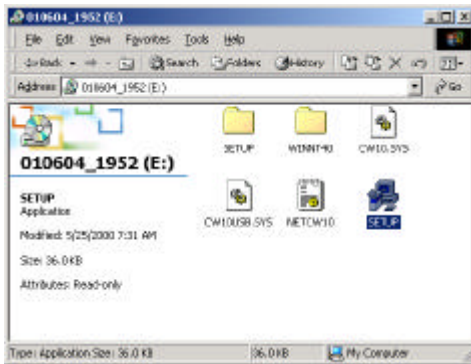 010604_1952 (E:)
File Edit View Favorites Tools Help
Back Search Folders History
Address 010604_1952 (E:) Go
010604_1952 (E:)
SETUP
Application
Modified: 5/25/2000 7:31 AM
Size: 36.0 KB
Attributes: Read-only
SETUP WINNT40 CW10.SYS
CW10USB.SYS NETCW10 SETUP
Type: Application Size: 36.0 KB 36.0 KB My Computer